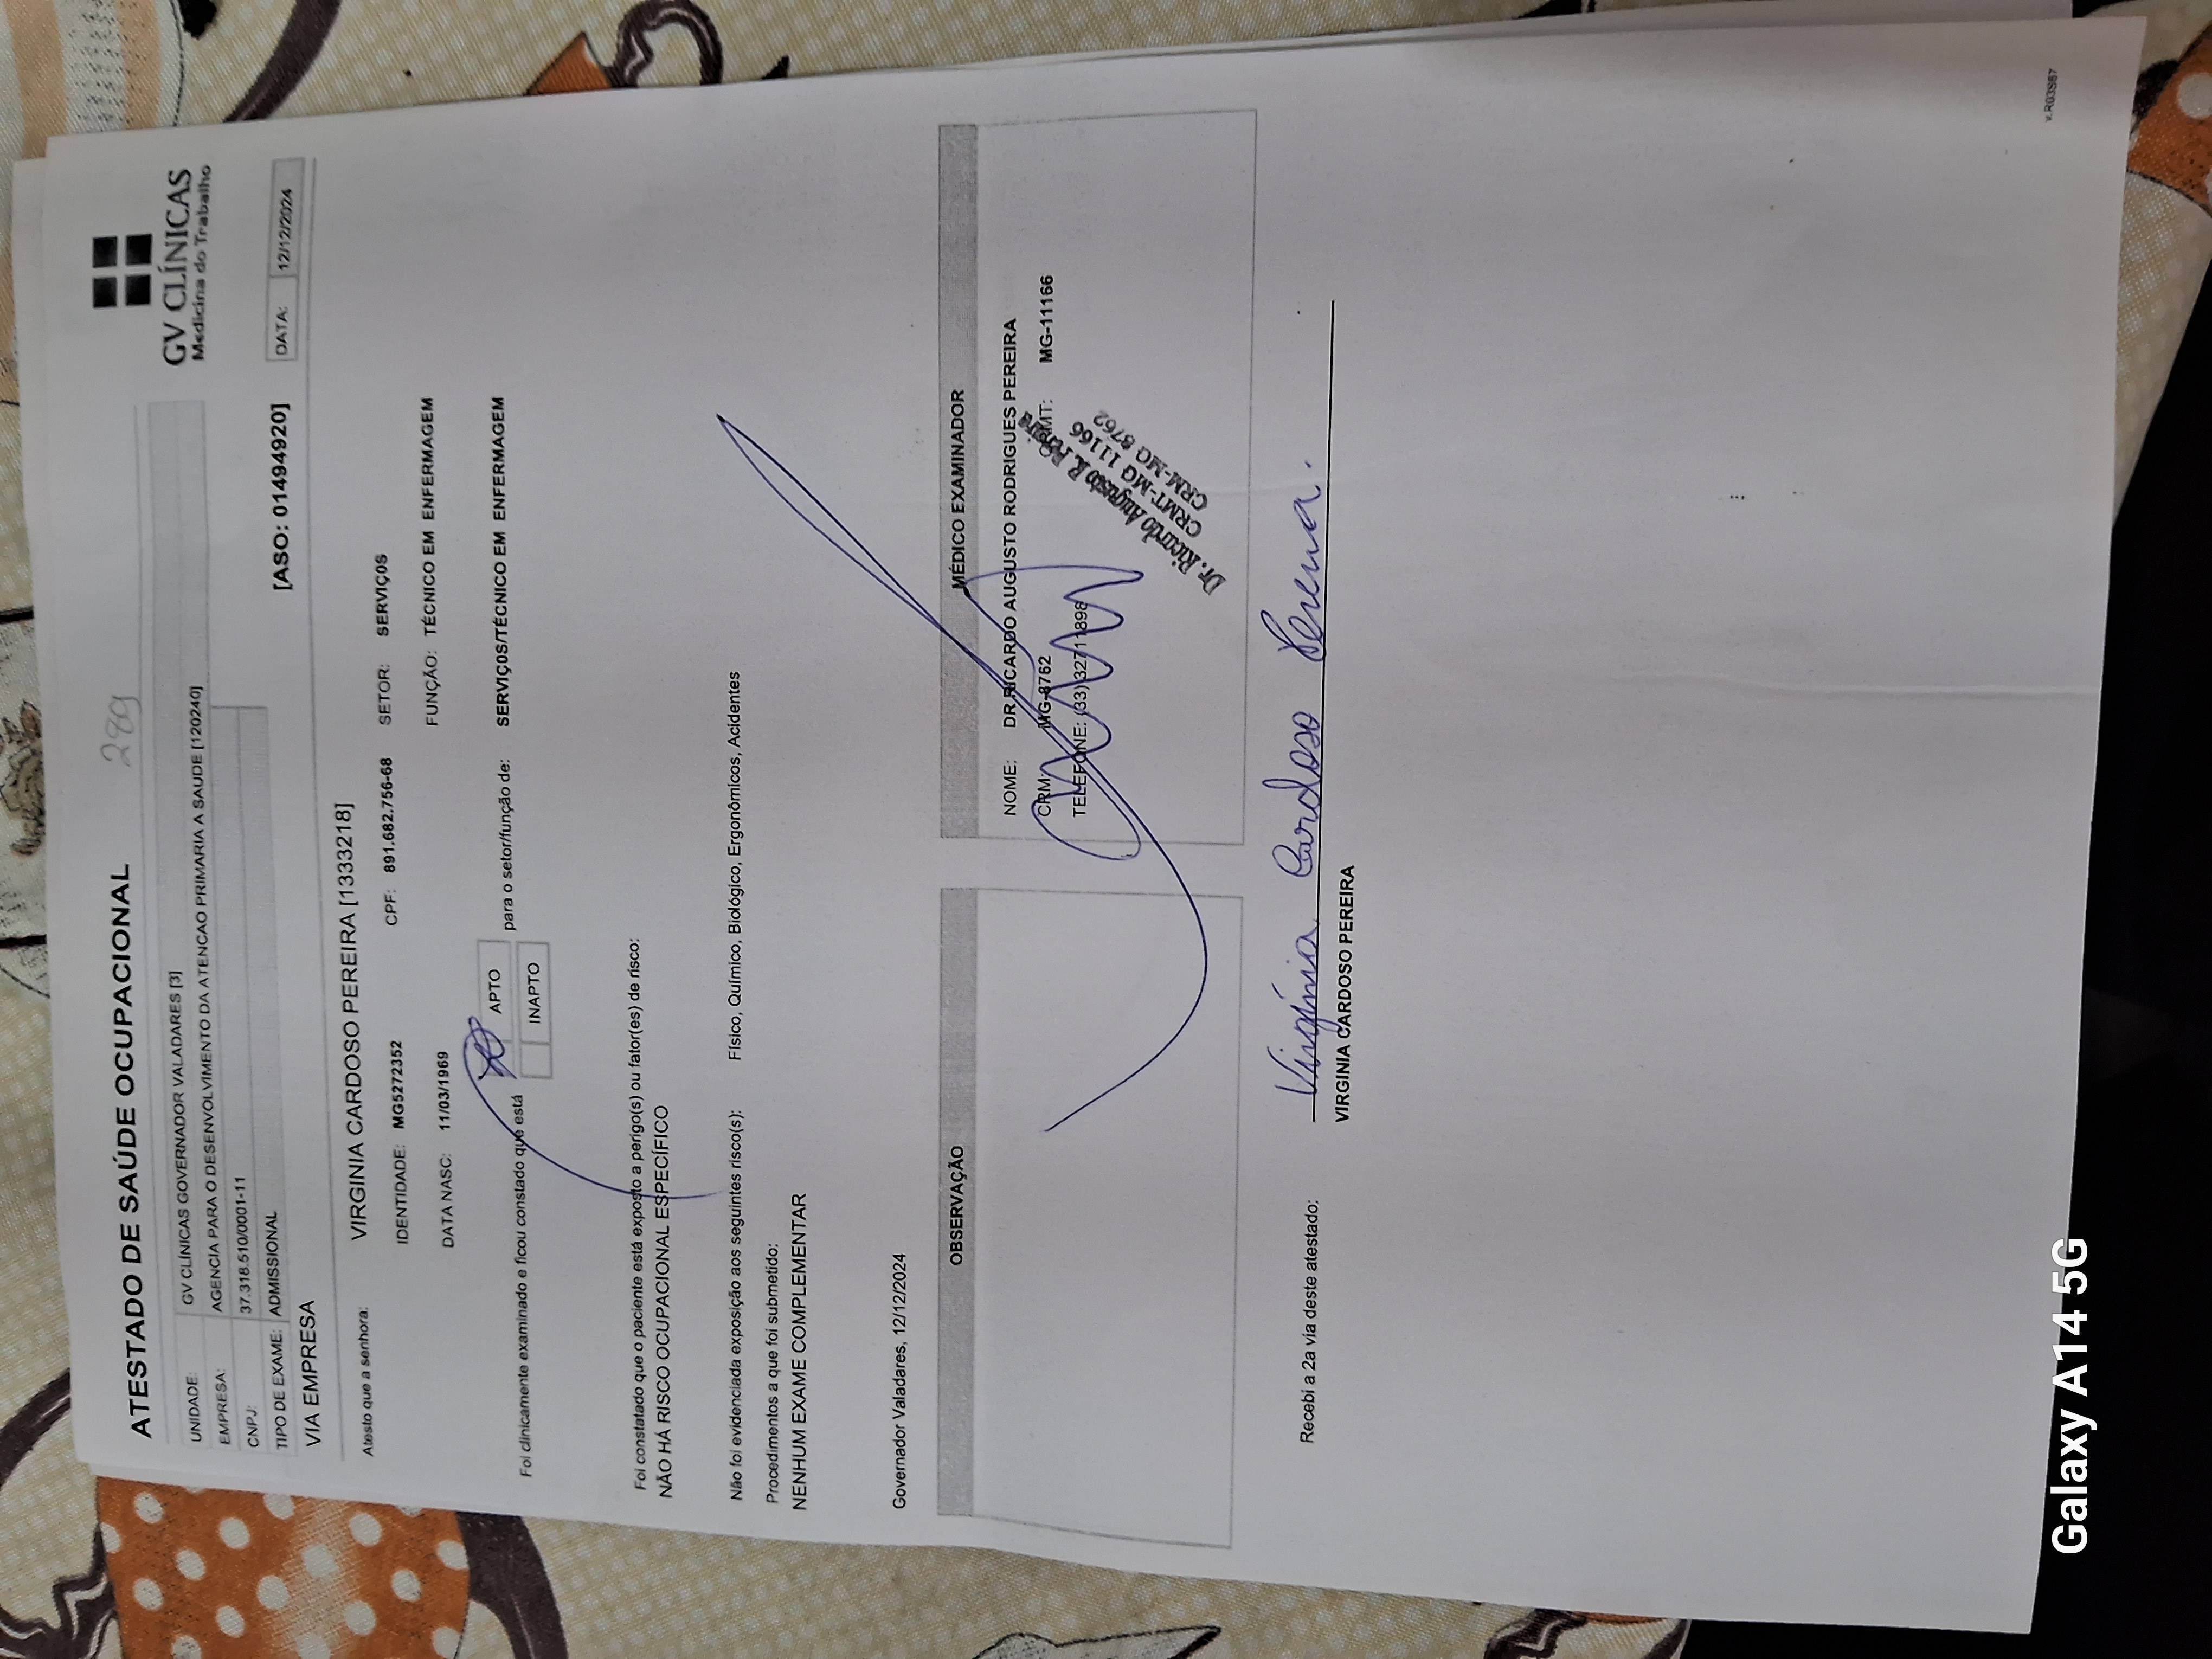 ATESTADO DE SAÚDE OCUPACIONAL 289
GV CLÍNICAS
Medicina do Trabalho
UNIDADE: GV CLÍNICAS GOVERNADOR VALADARES [3]
EMPRESA: AGENCIA PARA O DESENVOLVIMENTO DA ATENCAO PRIMARIA A SAUDE [120240]
CNPJ: 37.318.510/0001-11
TIPO DE EXAME: ADMISSIONAL
[ASO: 01494920] DATA: 12/12/2024
VIA EMPRESA
Atesto que a senhora: VIRGINIA CARDOSO PEREIRA [1333218]
IDENTIDADE: MG5272352 CPF: 891.682.756-68 SETOR: SERVIÇ0S
DATA NASC: 11/03/1969 FUNÇÃO: TÉCNICO EM ENFERMAGEM
APTO
Foi clinicamente examinado e ficou constado que está para o setor/função de: SERVIÇ0S/TÉCNICO EM ENFERMAGEM
INAPTO
Foi constatado que o paciente está exposto a perigo(s) ou fator(es) de risco:
NÃO HÁ RISCO OCUPACIONAL ESPECÍFICO
Não foi evidenciada exposição aos seguintes risco(s): Físico, Químico, Biológico, Ergonômicos, Acidentes
Procedimentos a que foi submetido:
NENHUM EXAME COMPLEMENTAR
Governador Valadares, 12/12/2024
OBSERVAÇÃO
MÉDICO EXAMINADOR
NOME: DR RICARDO AUGUSTO RODRIGUES PEREIRA
CRM: MG-8762 CRMT: MG-11166
TELEFONE: (33) 32711898
Dr. Ricardo Augusto R. Pereira
CRMT-MG 11166
CRM-MG 8762
Recebi a 2a via deste atestado: Virgínia Cardoso Pereira.
VIRGINIA CARDOSO PEREIRA
Galaxy A14 5G